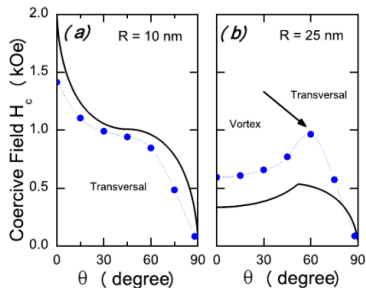 (a) R = 10 nm
(b) R = 25 nm
Coercive Field Hc (kOe)
2.0
1.5
1.0
0.5
0.0
Transversal
Vortex
Transversal
0 30 60 90
0 30 60 90
θ ( degree)
θ ( degree)